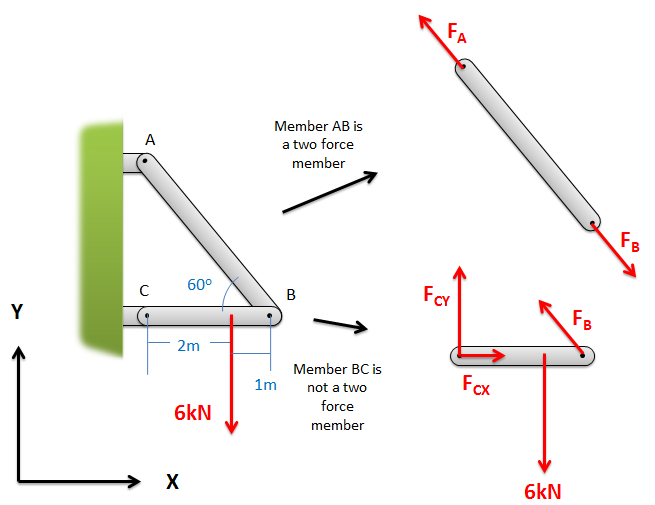 F_A
Member AB is
a two force
member
A
F_B
60°
C
B
F_CY
F_B
Y
2m
1m
Member BC is
not a two
force
member
F_CX
6kN
X
6kN